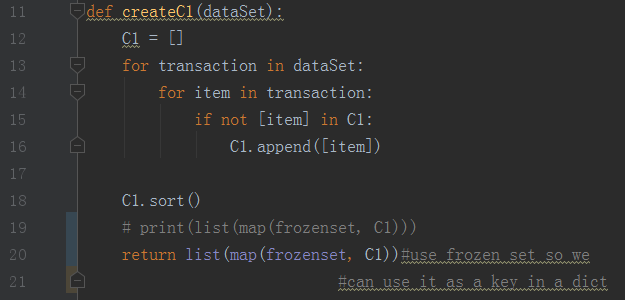 11 def createC1(dataSet):
12     C1 = []
13     for transaction in dataSet:
14         for item in transaction:
15             if not [item] in C1:
16                 C1.append([item])
17
18     C1.sort()
19     # print(list(map(frozenset, C1)))
20     return list(map(frozenset, C1))#use frozen set so we
21                            #can use it as a key in a dict